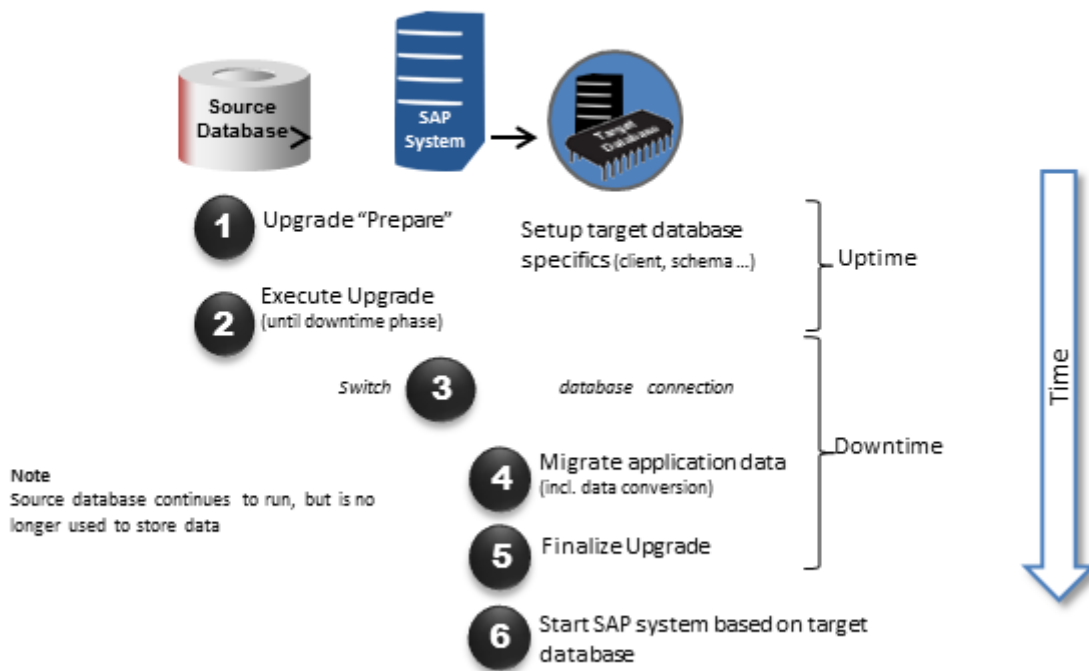 Source
Database
SAP
System
Target
Database
1
Upgrade “Prepare”
Setup target database
specifics (client, schema ...)
Uptime
2
Execute Upgrade
(until downtime phase)
Switch
3
database connection
Time
Downtime
4
Migrate application data
(incl. data conversion)
Note
Source database continues to run, but is no
longer used to store data
5
Finalize Upgrade
6
Start SAP system based on target
database